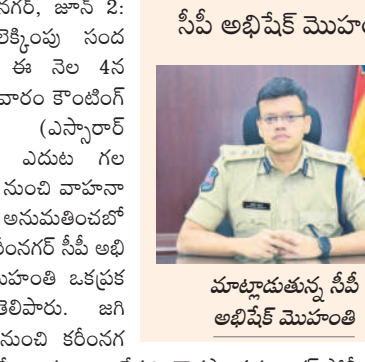 నగర్, జూన్ 2:
లెక్కింపు సంద
ఈ నెల 4న
వారం కౌంటింగ్
(ఎస్సారార్
ఎదుట గల
నుంచి వాహనా
అనుమతించబో
రీంనగర్ సీపీ అభి
మొహంతి ఒకప్రక
తెలిపారు. జగి
నుంచి కరీంనగ
సీపీ అభిషేక్ మొహం
మాట్లాడుతున్న సీపీ
అభిషేక్ మొహంతి